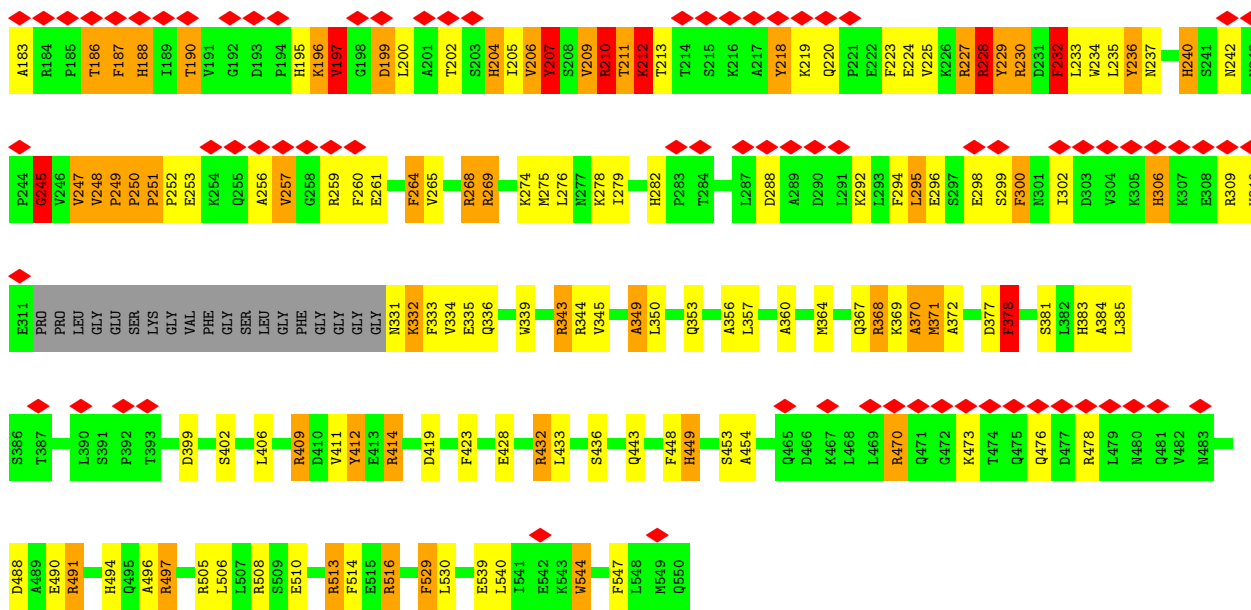 A183 R184 P185 T186 F187 H188 I189 T190 V191 G192 D193 P194 H195 K196 V197 G198 D199 L200 A201 T202 S203 H204 I205 V206 Y207 S208 V209 R210 T211 K212 T213 T214 S215 K216 A217 Y218 K219 Q220 P221 E222 F223 E224 V225 K226 R227 R228 Y229 R230 D231 F232 L233 W234 L235 Y236 N237 H240 S241 N242
P244 G245 V246 V247 V248 P249 P250 P251 P252 E253 K254 Q255 A256 V257 G258 R259 F260 E261 F264 V265 R268 R269 K274 M275 L276 N277 K278 I279 H282 P283 T284 L287 D288 A289 D290 L291 K292 L293 F294 L295 E296 S297 E298 S299 F300 N301 I302 D303 V304 K305 H306 K307 E308 R309
E311 PRO PRO LEU GLY GLU SER LYS GLY VAL PHE GLY SER LEU GLY PHE GLY GLY GLY GLY N331 K332 F333 V334 E335 Q336 W339 R343 R344 V345 A349 L350 Q353 A356 L357 A360 M364 Q367 R368 K369 A370 M371 A372 D377 F378 S381 L382 H383 A384 L385
S386 T387 L390 S391 P392 T393 D399 S402 L406 R409 D410 V411 Y412 E413 R414 D419 F423 E428 R432 L433 S436 Q443 F448 H449 S453 A454 Q465 D466 K467 L468 L469 R470 Q471 G472 K473 T474 Q475 Q476 D477 R478 L479 N480 Q481 V482 N483
D488 A489 E490 R491 H494 Q495 A496 R497 R505 L506 L507 R508 S509 E510 R513 F514 E515 R516 F529 L530 E539 L540 I541 E542 K543 W544 F547 L548 M549 Q550